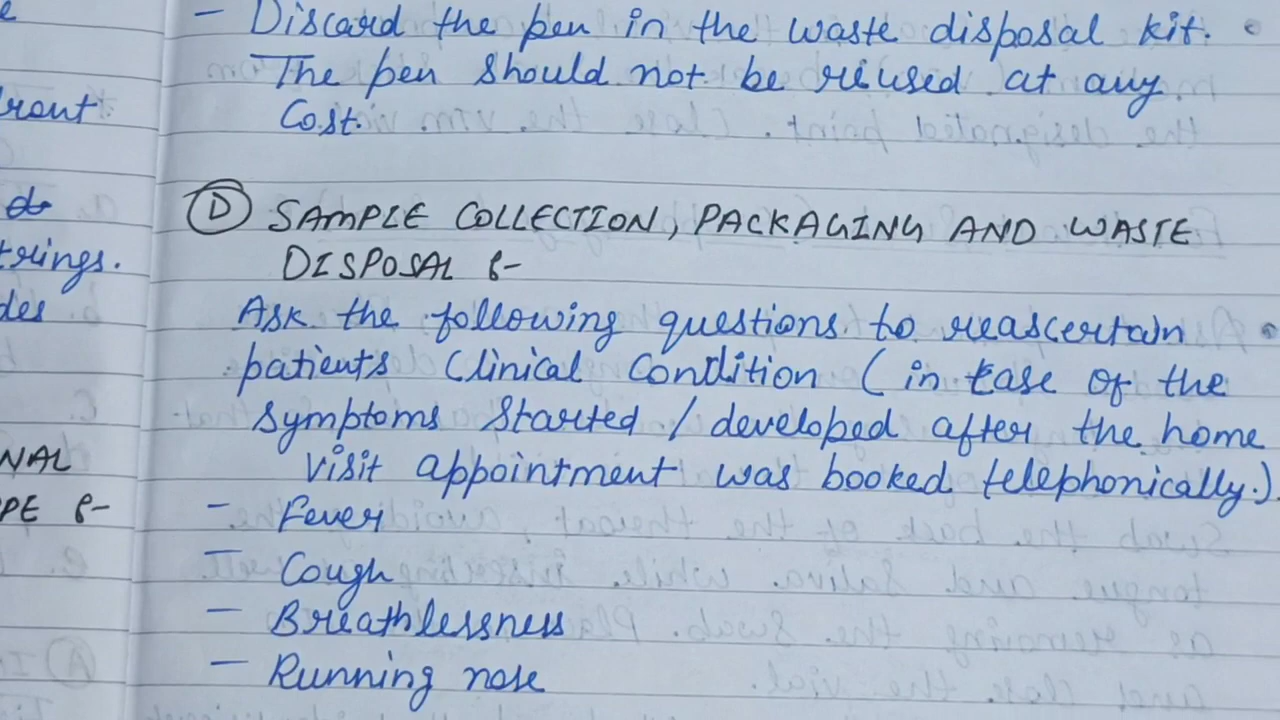 - Discard the pen in the waste disposal kit.
The pen should not be reused at any
Cost.
Ⓓ SAMPLE COLLECTION, PACKAGING AND WASTE
DISPOSAL :-
Ask the following questions to reascertain
patients Clinical Condition (in case of the
symptoms started / developed after the home
visit appointment was booked telephonically.)
- Fever
- Cough
- Breathlessness
- Running nose